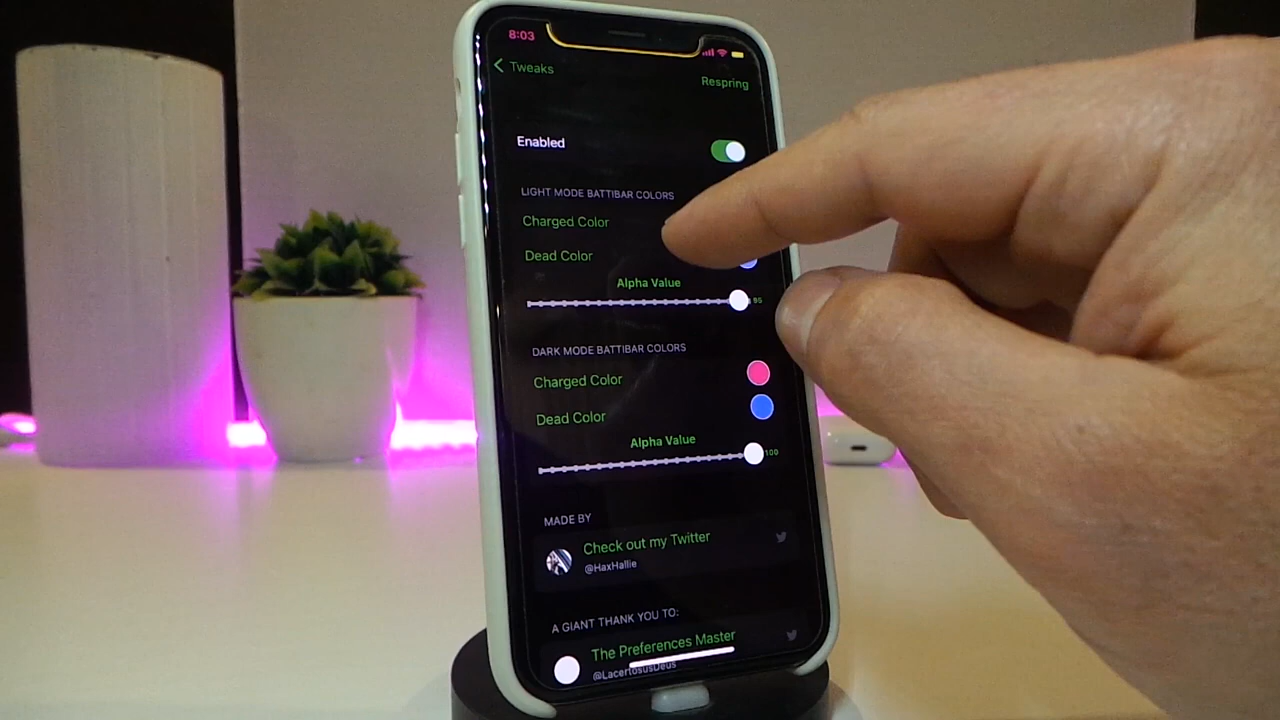 8:03
Tweaks
Respring
Enabled
LIGHT MODE BATTIBAR COLORS
Charged Color
Dead Color
Alpha Value
95
DARK MODE BATTIBAR COLORS
Charged Color
Dead Color
Alpha Value
100
MADE BY
Check out my Twitter
@HaxHallie
A GIANT THANK YOU TO:
The Preferences Master
@LacertosusDeus